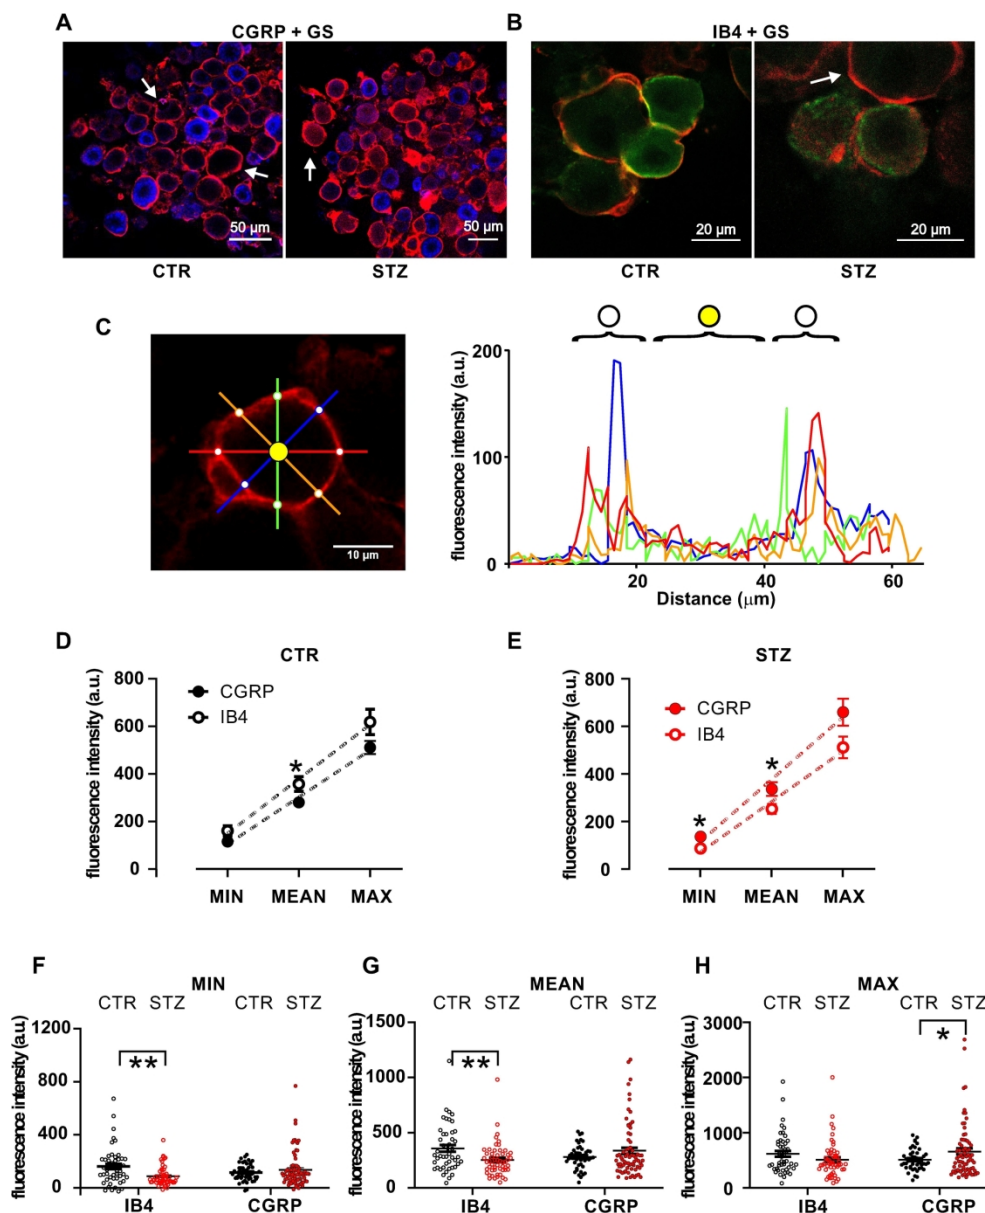 A
CGRP + GS
50 µm
50 µm
CTR
STZ
B
IB4 + GS
20 µm
20 µm
CTR
STZ
C
10 µm
fluorescence intensity (a.u.)
200
100
0
20
40
60
Distance (µm)
D
CTR
fluorescence intensity (a.u.)
800
600
400
200
0
CGRP
IB4
*
MIN MEAN MAX
E
STZ
fluorescence intensity (a.u.)
800
600
400
200
0
CGRP
IB4
*
*
MIN MEAN MAX
F
MIN
CTR STZ CTR STZ
fluorescence intensity (a.u)
1200
800
400
0
**
IB4 CGRP
G
MEAN
CTR STZ CTR STZ
fluorescence intensity (a.u.)
1500
1000
500
0
**
IB4 CGRP
H
MAX
CTR STZ CTR STZ
fluorescence intensity (a.u.)
3000
2000
1000
0
*
IB4 CGRP